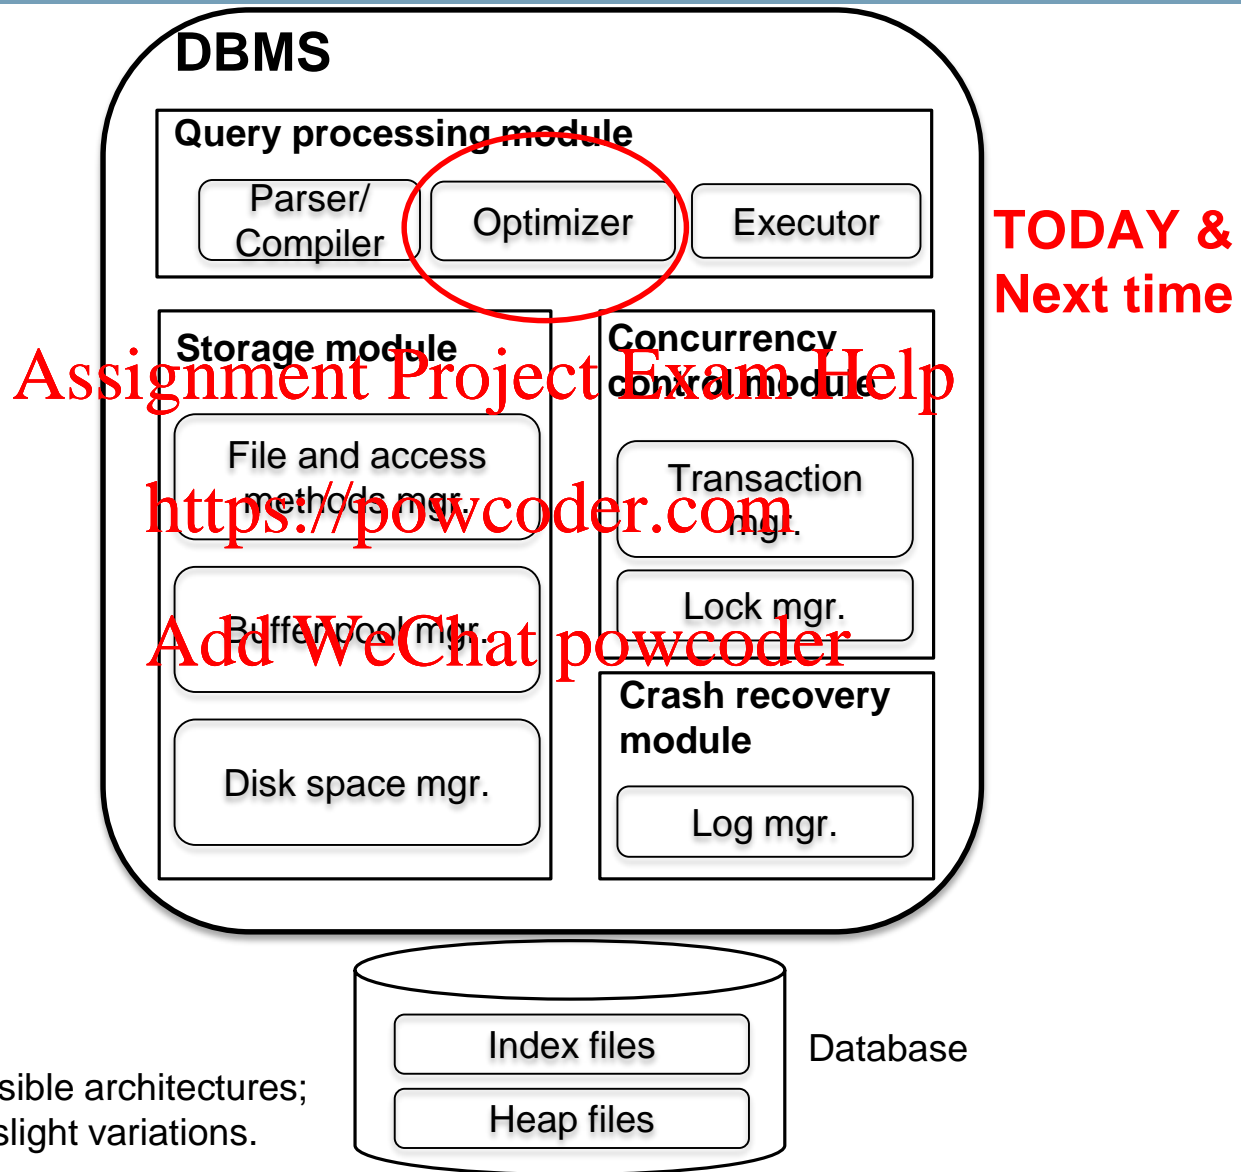 DBMS
Query processing module
Parser/
Compiler
Optimizer
Executor
TODAY &
Next time
Storage module
Concurrency
control module
Assignment Project Exam Help
File and access
methods mgr.
Transaction
mgr.
https://powcoder.com
Buffer pool mgr.
Lock mgr.
Add WeChat powcoder
Crash recovery
module
Disk space mgr.
Log mgr.
Index files
Database
Heap files
sible architectures;
slight variations.